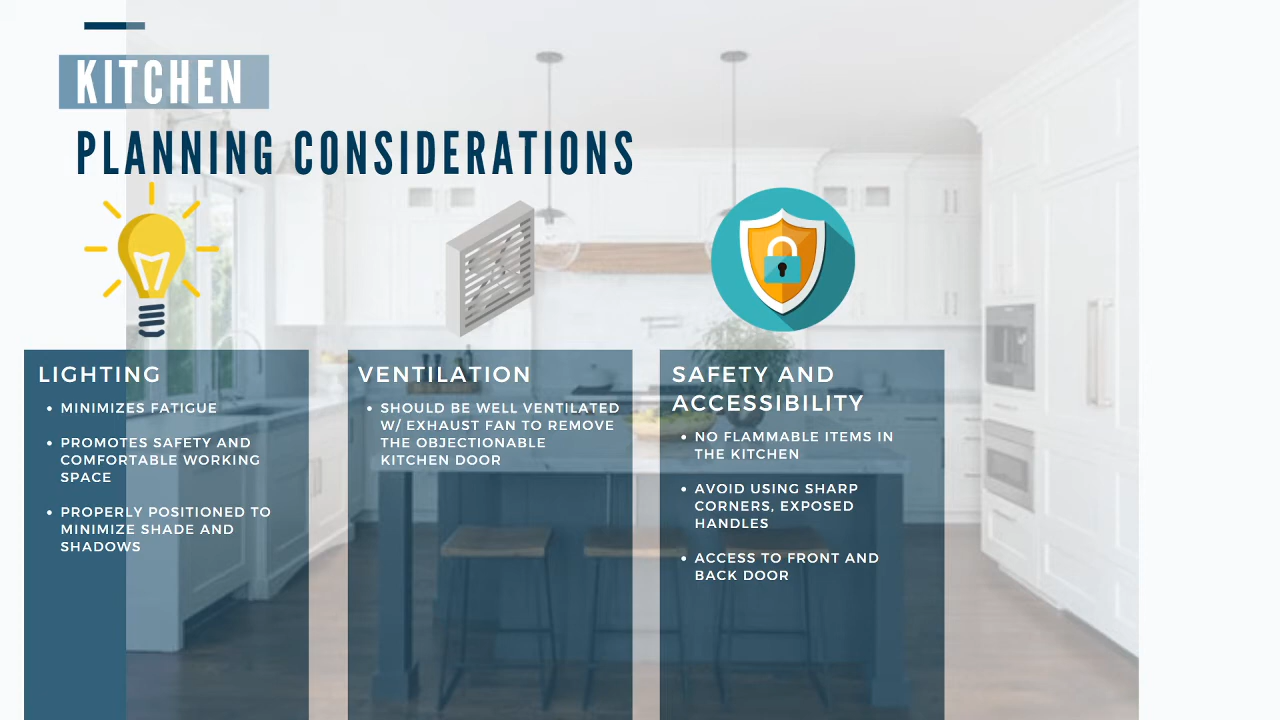 KITCHEN
PLANNING CONSIDERATIONS
LIGHTING
• MINIMIZES FATIGUE
• PROMOTES SAFETY AND
COMFORTABLE WORKING
SPACE
• PROPERLY POSITIONED TO
MINIMIZE SHADE AND
SHADOWS
VENTILATION
• SHOULD BE WELL VENTILATED
W/ EXHAUST FAN TO REMOVE
THE OBJECTIONABLE
KITCHEN DOOR
SAFETY AND
ACCESSIBILITY
• NO FLAMMABLE ITEMS IN
THE KITCHEN
• AVOID USING SHARP
CORNERS, EXPOSED
HANDLES
• ACCESS TO FRONT AND
BACK DOOR